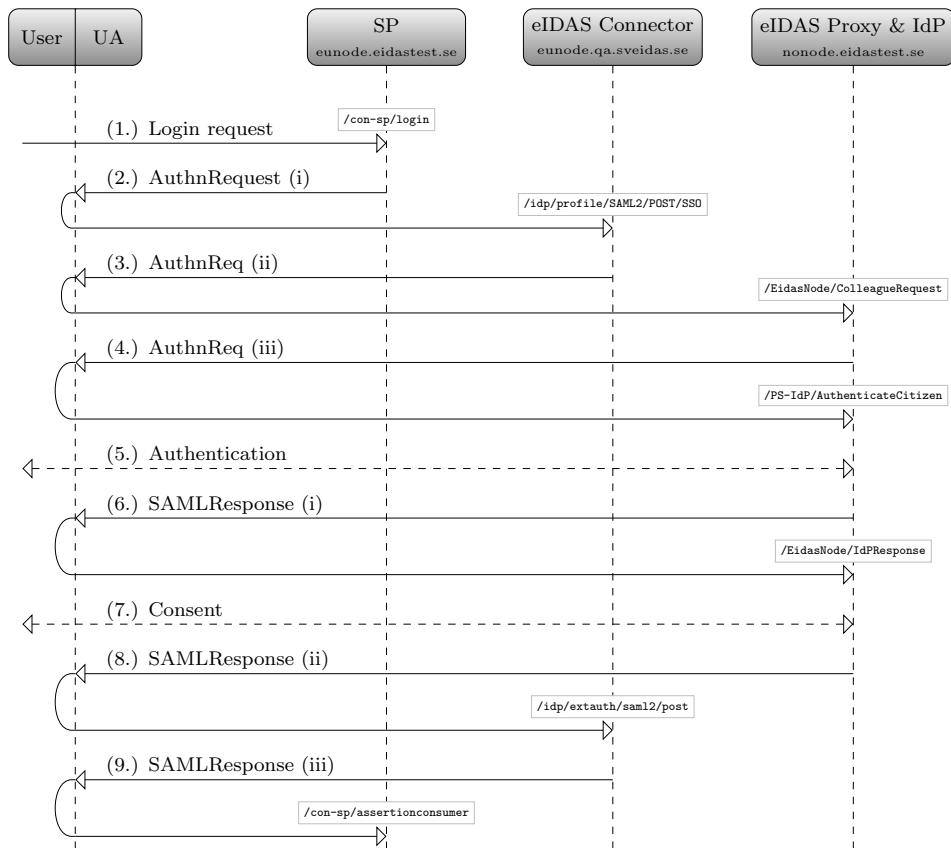 User UA
SP
eunode.eidastest.se
eIDAS Connector
eunode.qa.sveidas.se
eIDAS Proxy & IdP
nonode.eidastest.se
/con-sp/login
(1.) Login request
(2.) AuthnRequest (i)
/idp/profile/SAML2/POST/SSO
(3.) AuthnReq (ii)
/EidasNode/ColleagueRequest
(4.) AuthnReq (iii)
/PS-IdP/AuthenticateCitizen
(5.) Authentication
(6.) SAMLResponse (i)
/EidasNode/IdPResponse
(7.) Consent
(8.) SAMLResponse (ii)
/idp/extauth/saml2/post
(9.) SAMLResponse (iii)
/con-sp/assertionconsumer